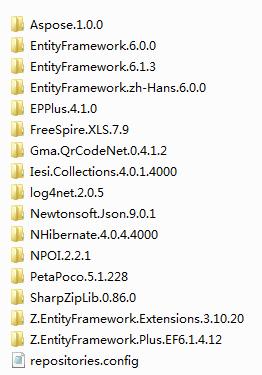 Aspose.1.0.0
EntityFramework.6.0.0
EntityFramework.6.1.3
EntityFramework.zh-Hans.6.0.0
EPPlus.4.1.0
FreeSpire.XLS.7.9
Gma.QrCodeNet.0.4.1.2
Iesi.Collections.4.0.1.4000
log4net.2.0.5
Newtonsoft.Json.9.0.1
NHibernate.4.0.4.4000
NPOI.2.2.1
PetaPoco.5.1.228
SharpZipLib.0.86.0
Z.EntityFramework.Extensions.3.10.20
Z.EntityFramework.Plus.EF6.1.4.12
repositories.config